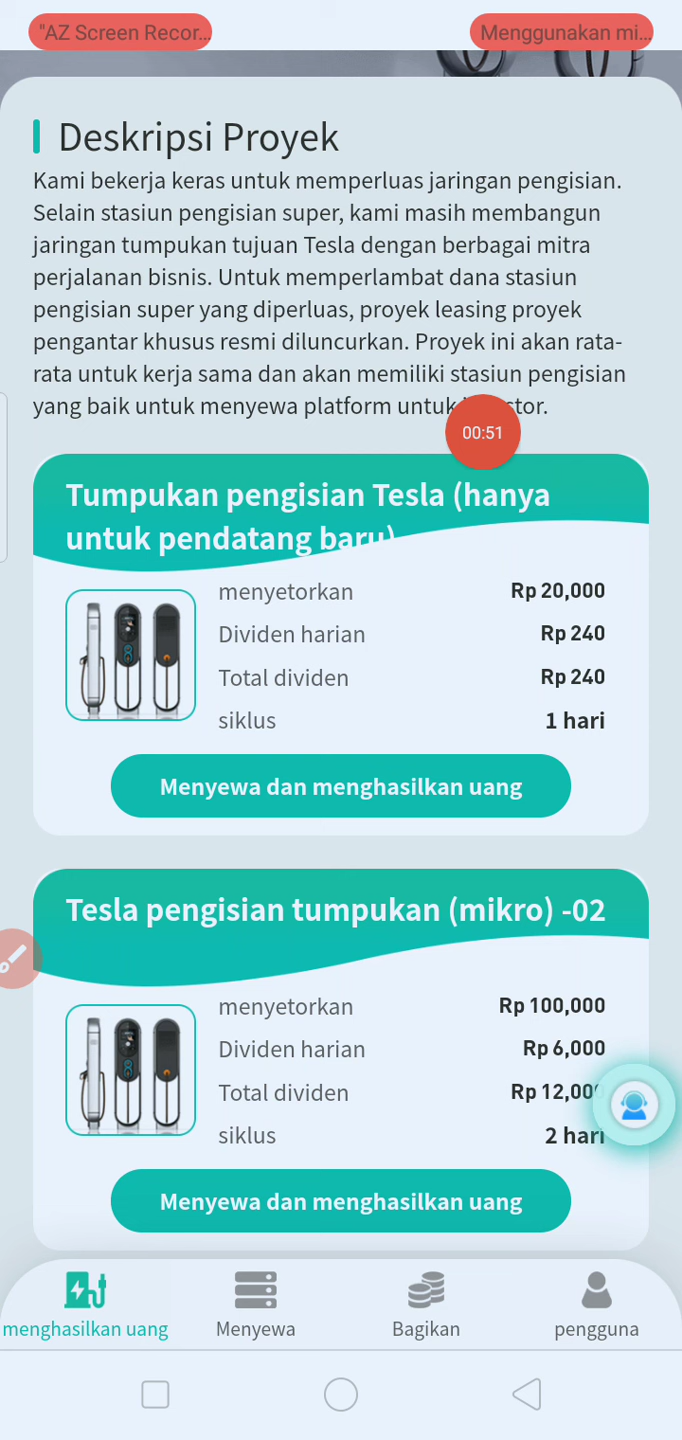 "AZ Screen Recor...
Menggunakan mi...
Deskripsi Proyek
Kami bekerja keras untuk memperluas jaringan pengisian.
Selain stasiun pengisian super, kami masih membangun
jaringan tumpukan tujuan Tesla dengan berbagai mitra
perjalanan bisnis. Untuk memperlambat dana stasiun
pengisian super yang diperluas, proyek leasing proyek
pengantar khusus resmi diluncurkan. Proyek ini akan rata-
rata untuk kerja sama dan akan memiliki stasiun pengisian
yang baik untuk menyewa platform untuk
00:51
Tumpukan pengisian Tesla (hanya
untuk pendatang baru)
menyetorkan Rp 20,000
Dividen harian Rp 240
Total dividen Rp 240
siklus 1 hari
Menyewa dan menghasilkan uang
Tesla pengisian tumpukan (mikro) -02
menyetorkan Rp 100,000
Dividen harian Rp 6,000
Total dividen Rp 12,000
siklus 2 hari
Menyewa dan menghasilkan uang
menghasilkan uang Menyewa Bagikan pengguna